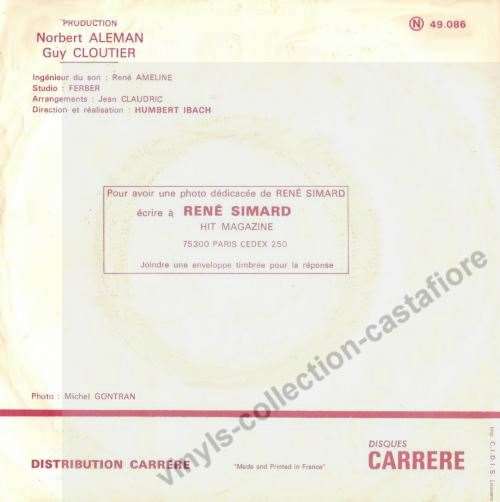 PRODUCTION
Norbert ALEMAN
Guy CLOUTIER
N 49.086
Ingénieur du son : René AMELINE
Studio : FERBER
Arrangements : Jean CLAUDRIC
Direction et réalisation : HUMBERT IBACH
Pour avoir une photo dédicacée de RENÉ SIMARD
écrire à RENÉ SIMARD
HIT MAGAZINE
75300 PARIS CEDEX 250
Joindre une enveloppe timbrée pour la réponse
Photo : Michel GONTRAN
DISQUES
CARRERE
DISTRIBUTION CARRÈRE
"Made and Printed in France"
Imp. C.I.D.I.S.
vinyls-collection-castafiore